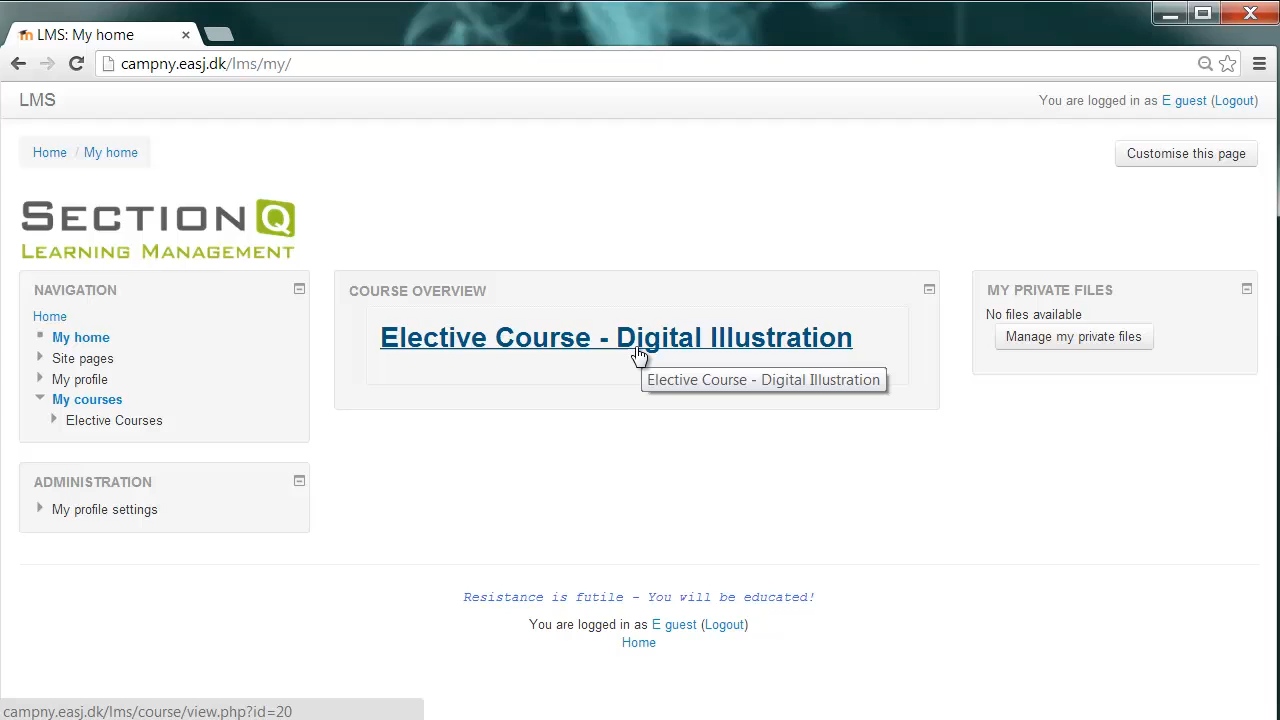 LMS: My home
campny.easj.dk/lms/my/
LMS
You are logged in as E guest (Logout)
Home / My home
Customise this page
SECTION Q
LEARNING MANAGEMENT
NAVIGATION
Home
My home
Site pages
My profile
My courses
Elective Courses
ADMINISTRATION
My profile settings
COURSE OVERVIEW
Elective Course - Digital Illustration
Elective Course - Digital Illustration
MY PRIVATE FILES
No files available
Manage my private files
Resistance is futile - You will be educated!
You are logged in as E guest (Logout)
Home
campny.easj.dk/lms/course/view.php?id=20